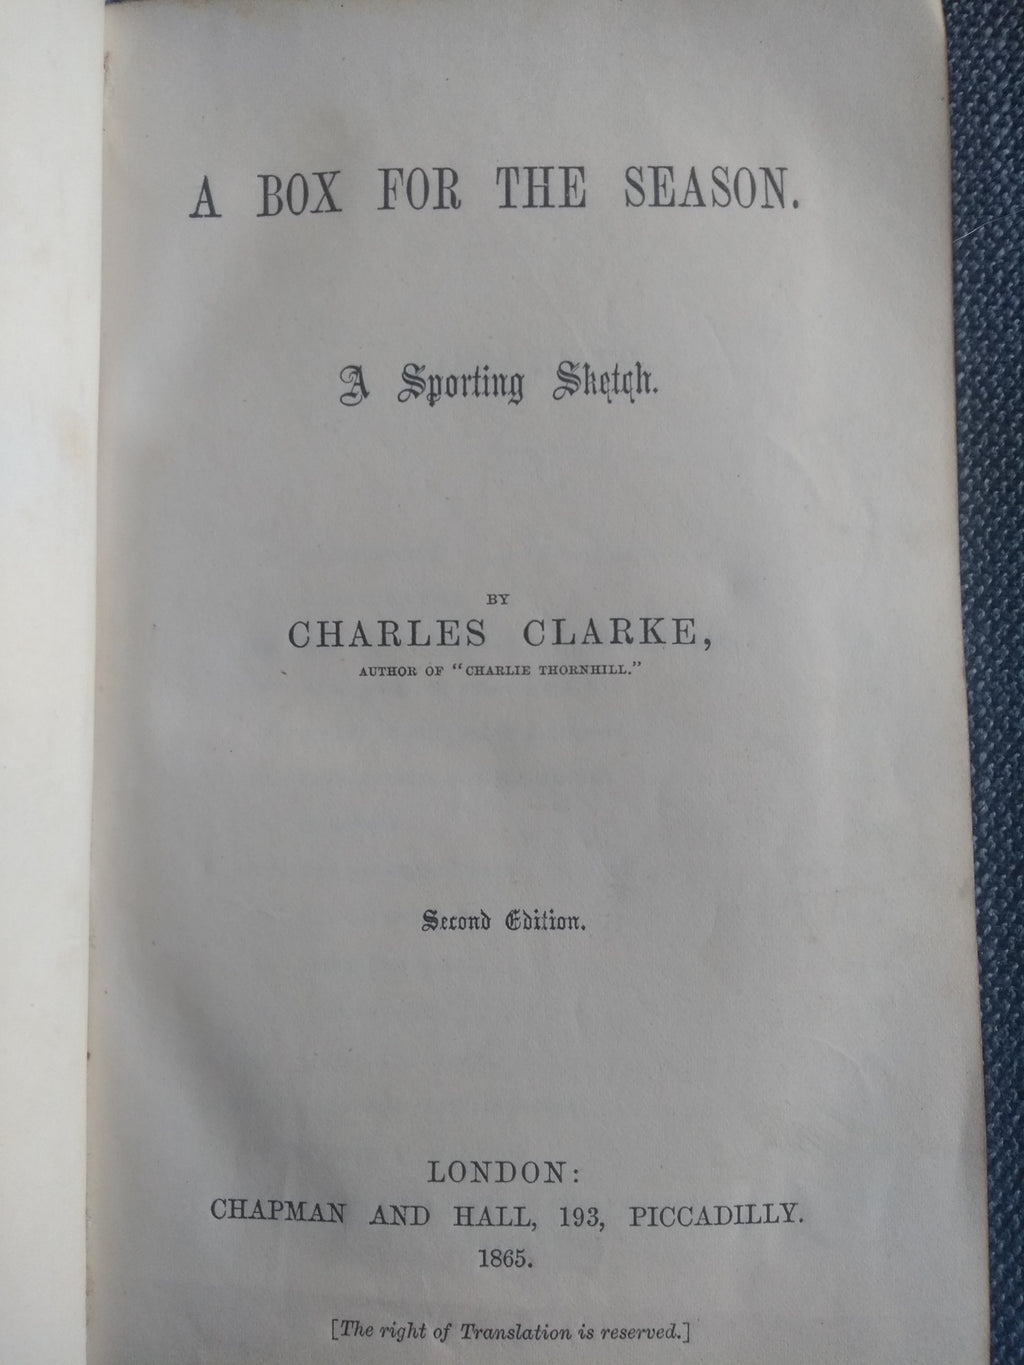 A BOX FOR THE SEASON.
A Sporting Sketch.
BY
CHARLES CLARKE,
AUTHOR OF “CHARLIE THORNHILL.”
Second Edition.
LONDON:
CHAPMAN AND HALL, 193, PICCADILLY.
1865.
[The right of Translation is reserved.]